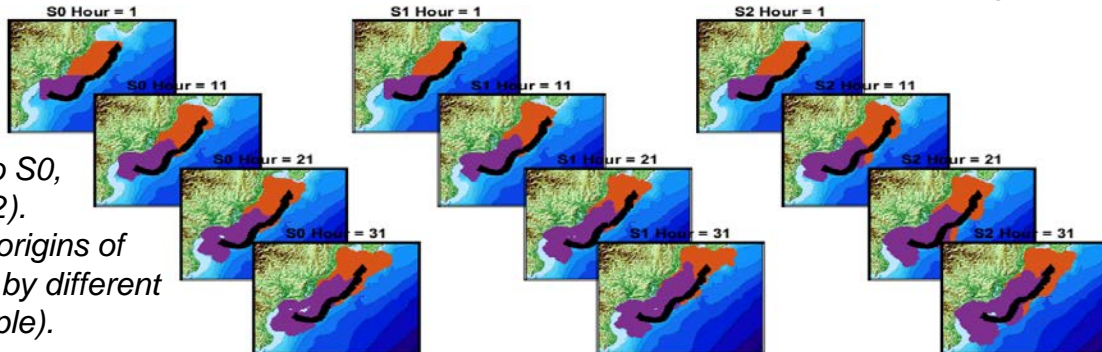 S0 Hour = 1
S1 Hour = 1
S2 Hour = 1
S0 Hour = 11
S1 Hour = 11
S2 Hour = 11
S0 Hour = 21
S1 Hour = 21
S2 Hour = 21
S0 Hour = 31
S1 Hour = 31
S2 Hour = 31
S0,
2).
origins of
by different
ple).